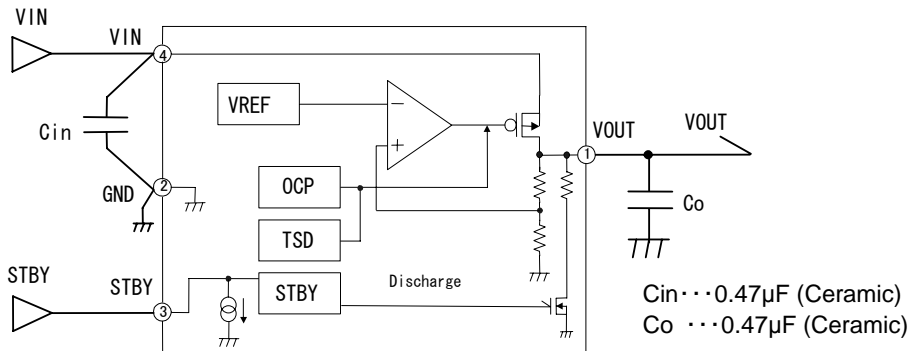 VIN
VIN
4
VREF
−
+
VOUT
1
VOUT
Cin
2
GND
OCP
TSD
Co
STBY
STBY
3
STBY
Discharge
Cin･･･0.47µF (Ceramic)
Co ･･･0.47µF (Ceramic)